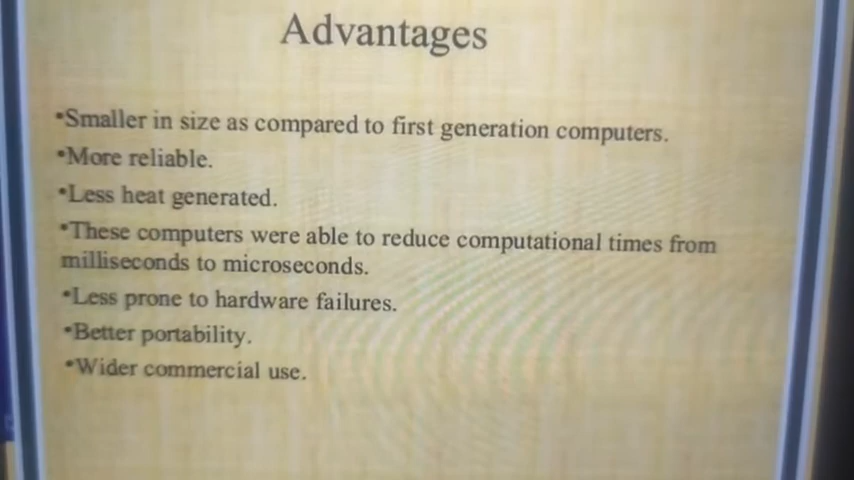 Advantages
•Smaller in size as compared to first generation computers.
•More reliable.
•Less heat generated.
•These computers were able to reduce computational times from
milliseconds to microseconds.
•Less prone to hardware failures.
•Better portability.
•Wider commercial use.